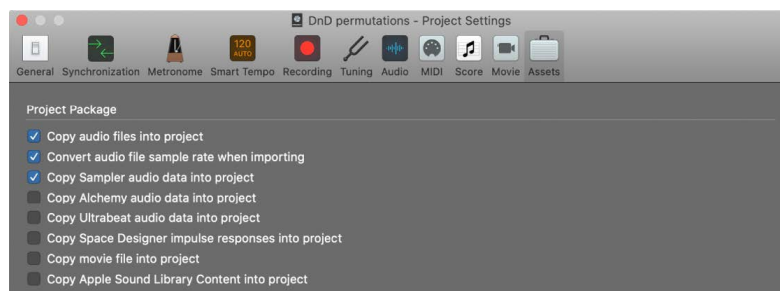 DnD permutations - Project Settings
120
AUTO
General Synchronization Metronome Smart Tempo Recording Tuning Audio MIDI Score Movie Assets
Project Package
Copy audio files into project
Convert audio file sample rate when importing
Copy Sampler audio data into project
Copy Alchemy audio data into project
Copy Ultrabeat audio data into project
Copy Space Designer impulse responses into project
Copy movie file into project
Copy Apple Sound Library Content into project